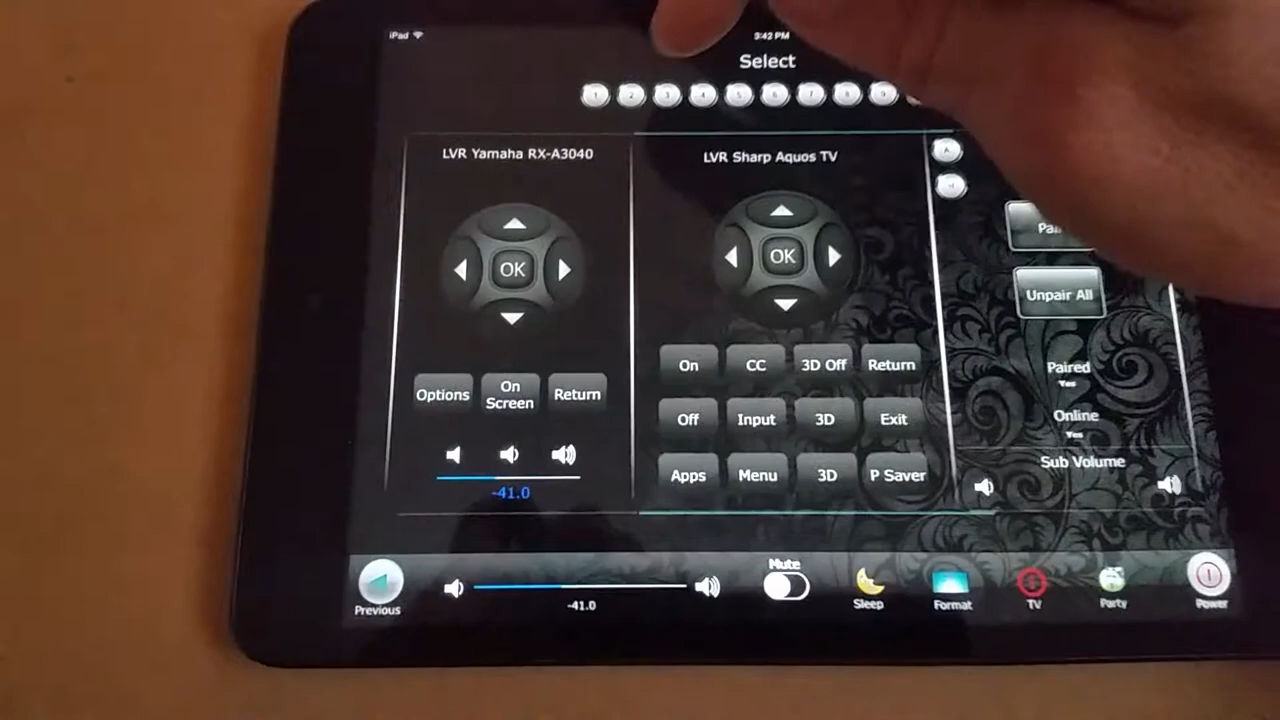 iPad
3:42 PM
Select
1 2 3 4 5 6 7 8 9
LVR Yamaha RX-A3040
LVR Sharp Aquos TV
OK
OK
Unpair All
Options
On
Screen
Return
On
CC
3D Off
Return
Off
Input
3D
Exit
Apps
Menu
3D
P Saver
-41.0
Paired
Yes
Online
Yes
Sub Volume
Previous
-41.0
Mute
Sleep
Format
TV
Party
Power